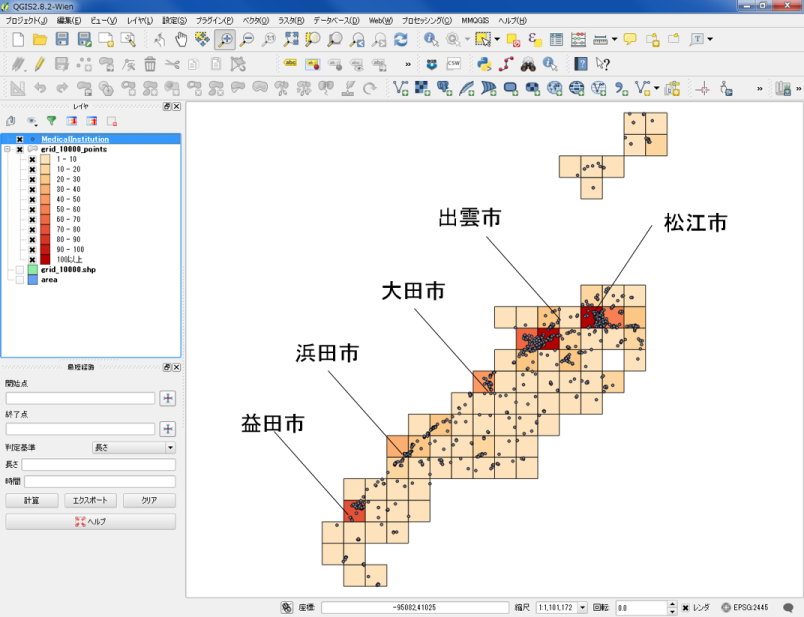 QGIS2.8.2-Wien
プロジェクト(J) 編集(E) ビュー(V) レイヤ(L) 設定(S) プラグイン(P) ベクタ(O) ラスタ(R) データベース(D) Web(W) プロセッシング(C) MMQGIS ヘルプ(H)
CSW
レイヤ
MedicalInstitution
grid_10000_points
1 - 10
10 - 20
20 - 30
30 - 40
40 - 50
50 - 60
60 - 70
70 - 80
80 - 90
90 - 100
100以上
grid_10000.shp
area
出雲市
松江市
大田市
浜田市
益田市
最短経路
開始点
終了点
判定基準 長さ
長さ
時間
計算 エクスポート クリア
ヘルプ
座標: -95082,41025 縮尺 1:1,101,172 回転: 0.0 レンダ EPSG:2445